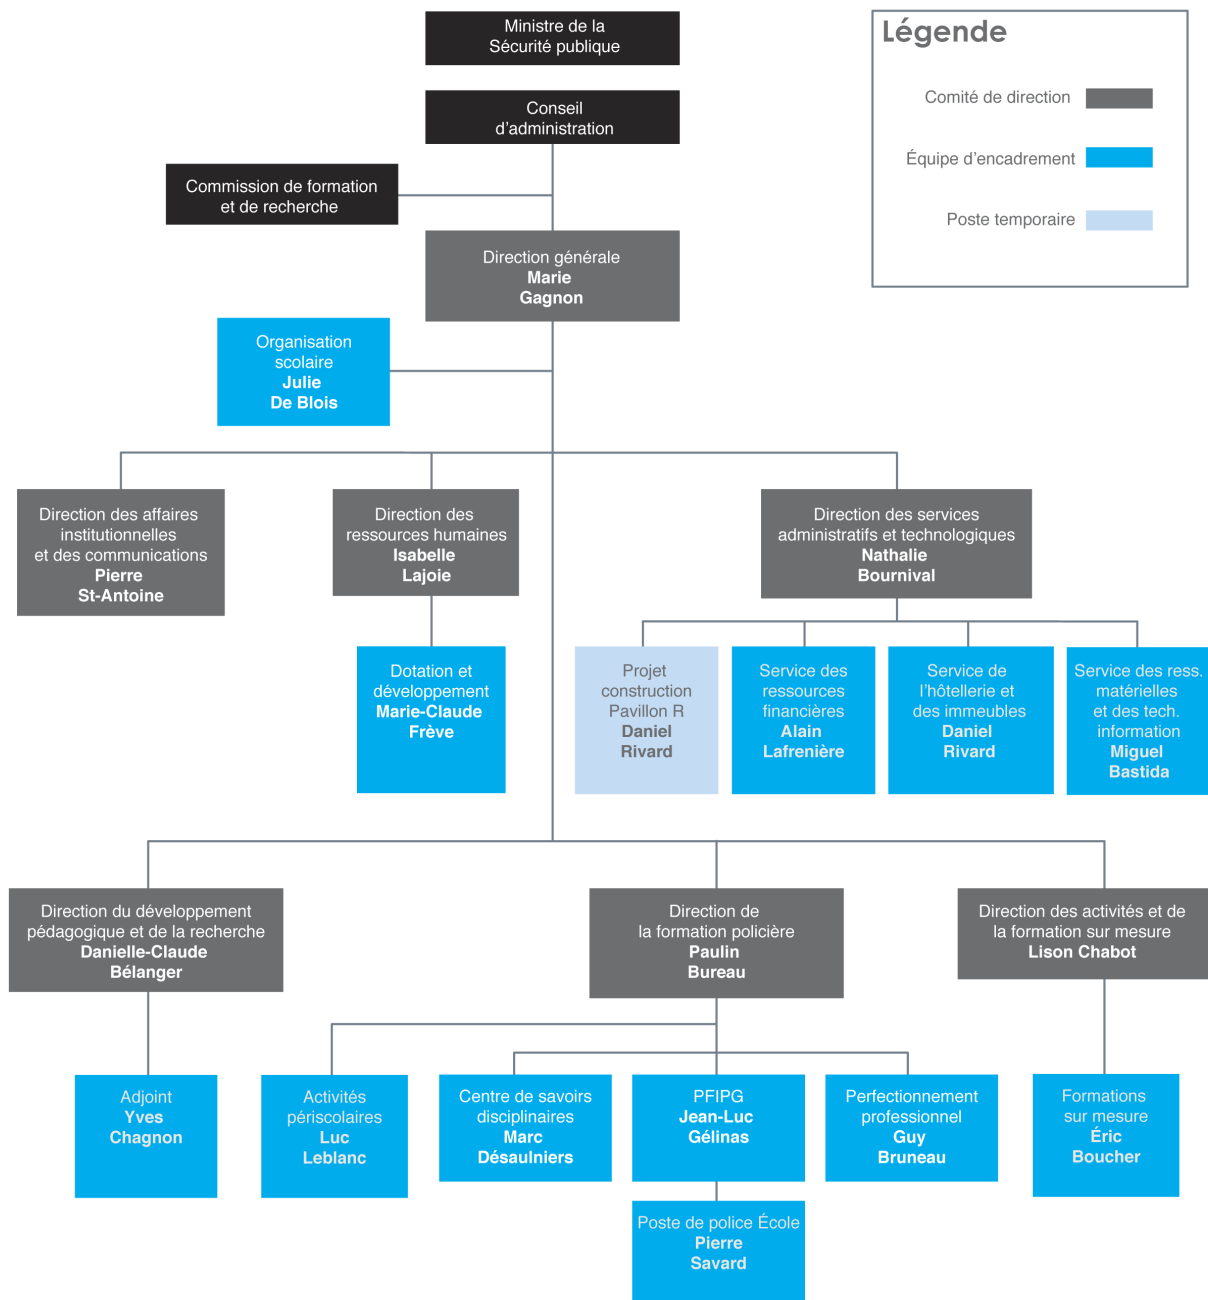 Ministre de la
Sécurité publique
Légende
Comité de direction
Équipe d'encadrement
Poste temporaire
Conseil
d'administration
Commission de formation
et de recherche
Direction générale
Marie
Gagnon
Organisation
scolaire
Julie
De Blois
Direction des affaires
institutionnelles
et des communications
Pierre
St-Antoine
Direction des
ressources humaines
Isabelle
Lajoie
Direction des services
administratifs et technologiques
Nathalie
Bournival
Dotation et
développement
Marie-Claude
Frève
Projet
construction
Pavillon R
Daniel
Rivard
Service des
ressources
financières
Alain
Lafrenière
Service de
l'hôtellerie et
des immeubles
Daniel
Rivard
Service des ress.
matérielles
et des tech.
information
Miguel
Bastida
Direction du développement
pédagogique et de la recherche
Danielle-Claude
Bélanger
Direction de
la formation policière
Paulin
Bureau
Direction des activités et de
la formation sur mesure
Lison Chabot
Adjoint
Yves
Chagnon
Activités
périscolaires
Luc
Leblanc
Centre de savoirs
disciplinaires
Marc
Désaulniers
PFIPG
Jean-Luc
Gélinas
Perfectionnement
professionnel
Guy
Bruneau
Formations
sur mesure
Éric
Boucher
Poste de police École
Pierre
Savard